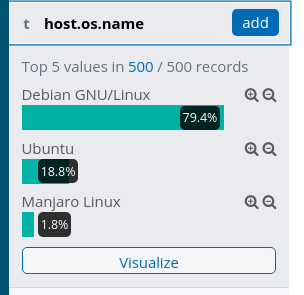 t host.os.name add
Top 5 values in 500 / 500 records
Debian GNU/Linux
79.4%
Ubuntu
18.8%
Manjaro Linux
1.8%
Visualize